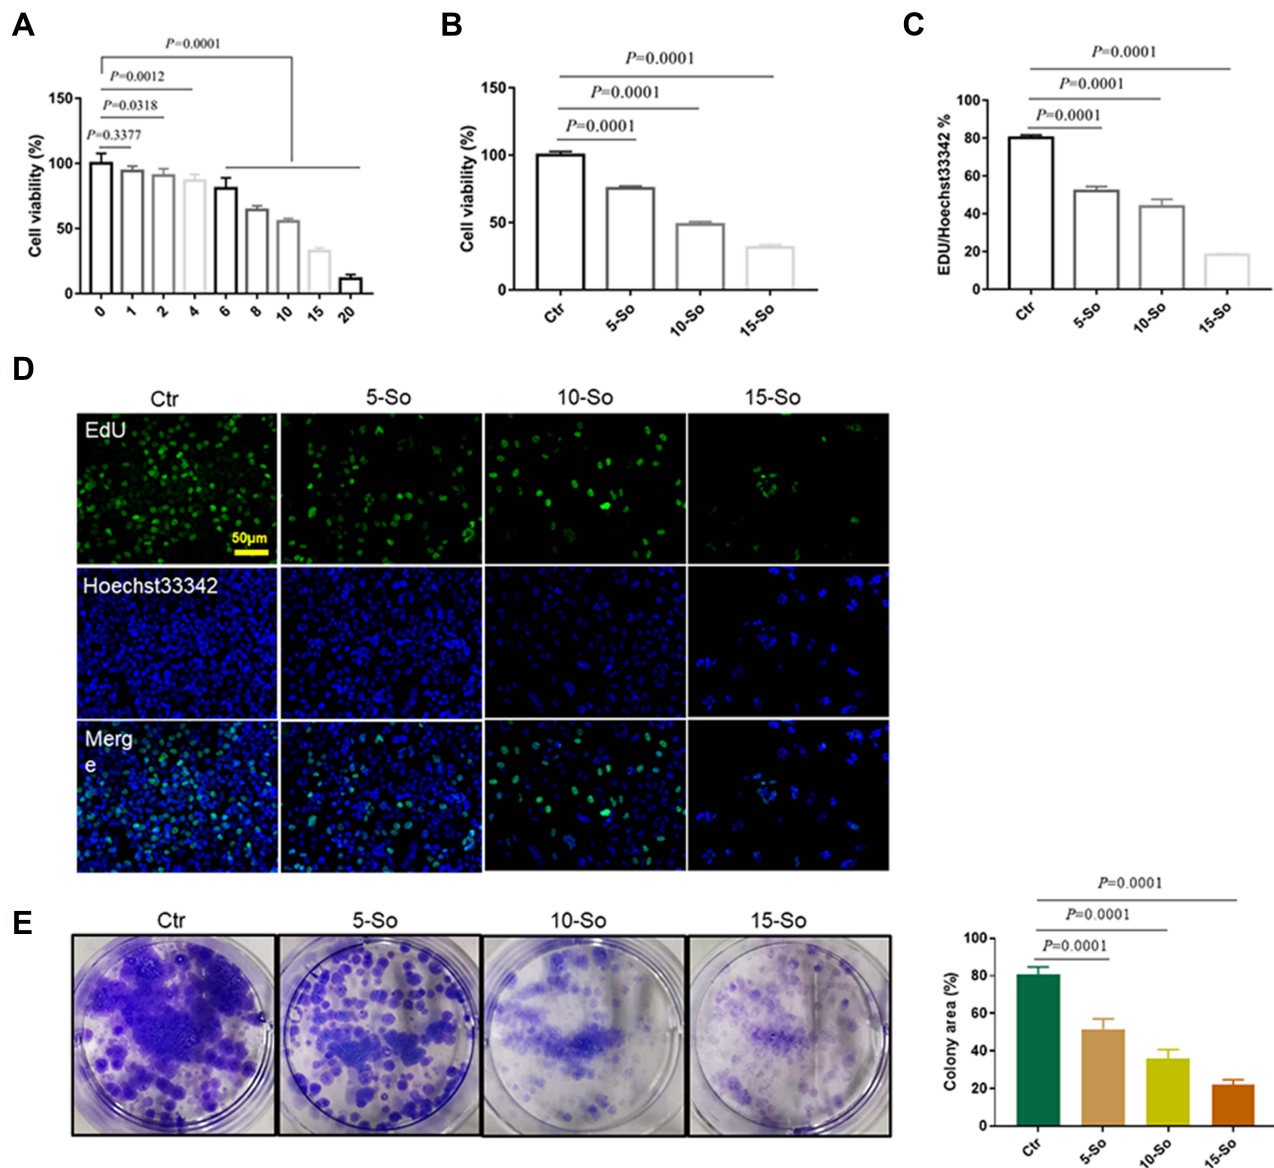 A
P=0.0001
P=0.0012
P=0.0318
P=0.3377
Cell viability (%)
150
100
50
0
0
1
2
4
6
8
10
15
20
B
P=0.0001
P=0.0001
P=0.0001
Cell viability (%)
150
100
50
0
Ctr
5-So
10-So
15-So
C
P=0.0001
P=0.0001
P=0.0001
EDU/Hoechst33342 %
100
80
60
40
20
0
Ctr
5-So
10-So
15-So
D
Ctr
5-So
10-So
15-So
EdU
50µm
Hoechst33342
Merg
e
E
Ctr
5-So
10-So
15-So
P=0.0001
P=0.0001
P=0.0001
Colony area (%)
100
80
60
40
20
0
Ctr
5-So
10-So
15-So